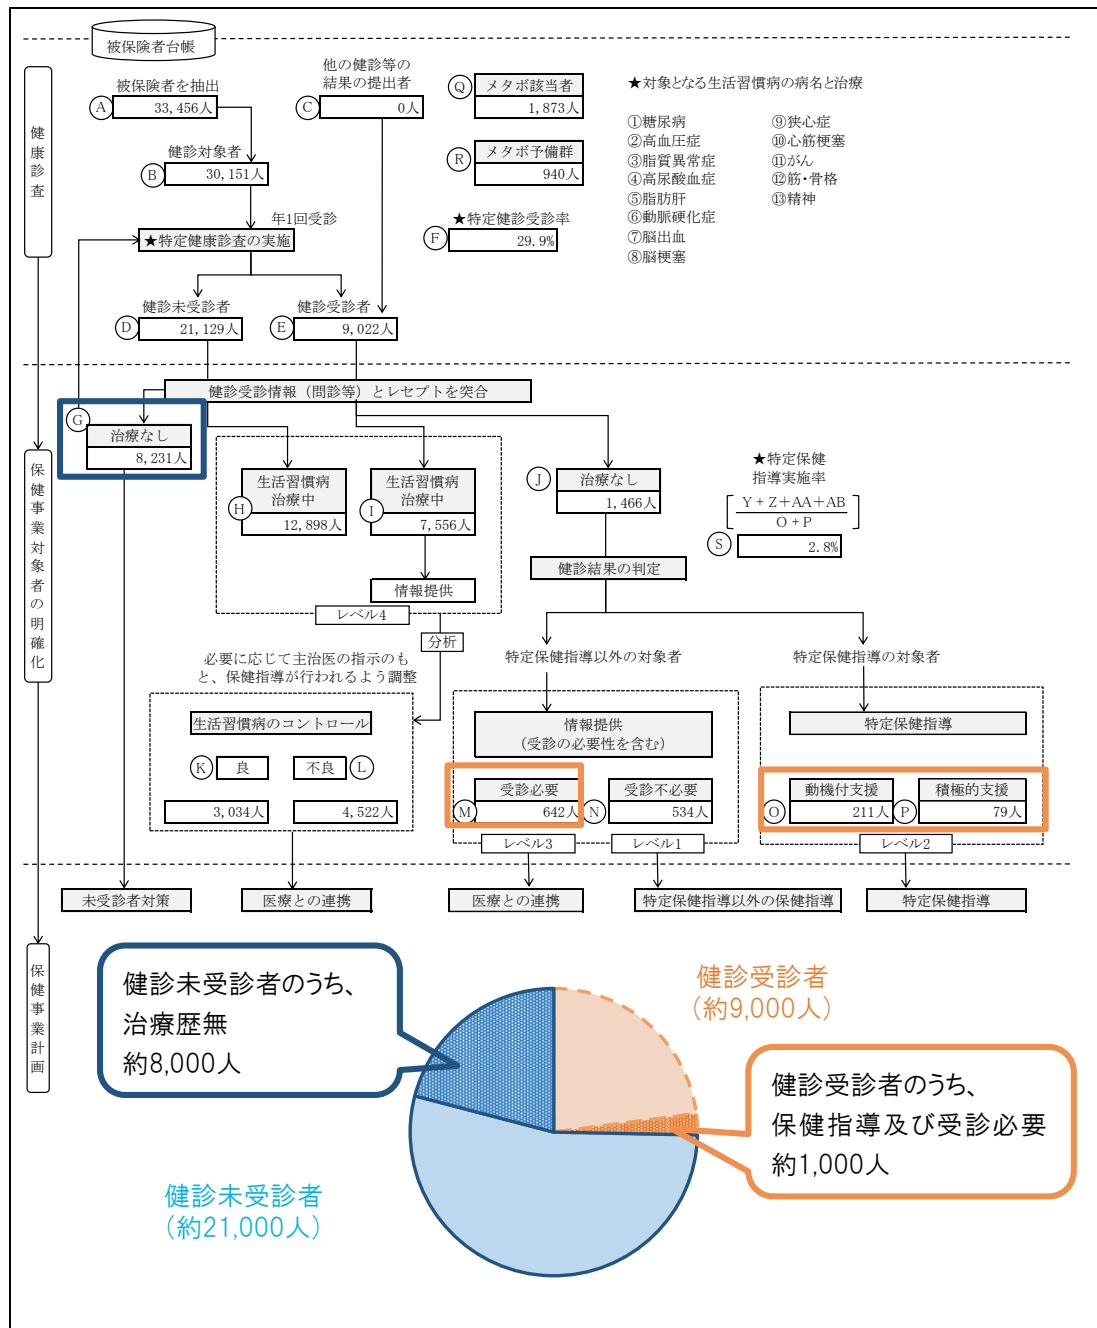 被保険者台帳
健康診査
被保険者を抽出
A
33,456人
他の健診等の
結果の提出者
C
0人
Q
メタボ該当者
1,873人
R
メタボ予備群
940人
★特定健診受診率
F
29.9%
★対象となる生活習慣病の病名と治療
①糖尿病
②高血圧症
③脂質異常症
④高尿酸血症
⑤脂肪肝
⑥動脈硬化症
⑦脳出血
⑧脳梗塞
⑨狭心症
⑩心筋梗塞
⑪がん
⑫筋・骨格
⑬精神
健診対象者
B
30,151人
年1回受診
★特定健康診査の実施
健診未受診者
D
21,129人
健診受診者
E
9,022人
保健事業対象者の明確化
健診受診情報（問診等）とレセプトを突合
G
治療なし
8,231人
生活習慣病
治療中
H
12,898人
生活習慣病
治療中
I
7,556人
情報提供
レベル4
J
治療なし
1,466人
★特定保健
指導実施率
Y+Z+AA+AB
O+P
S
2.8%
健診結果の判定
分析
必要に応じて主治医の指示のも
と、保健指導が行われるよう調整
特定保健指導以外の対象者
特定保健指導の対象者
生活習慣病のコントロール
K
良
不良
L
3,034人
4,522人
情報提供
（受診の必要性を含む）
受診必要
M
642人
受診不必要
N
534人
レベル3
レベル1
特定保健指導
動機付支援
O
211人
積極的支援
P
79人
レベル2
未受診者対策
医療との連携
医療との連携
特定保健指導以外の保健指導
特定保健指導
保健事業計画
健診未受診者のうち、
治療歴無
約8,000人
健診受診者
（約9,000人）
健診受診者のうち、
保健指導及び受診必要
約1,000人
健診未受診者
（約21,000人）